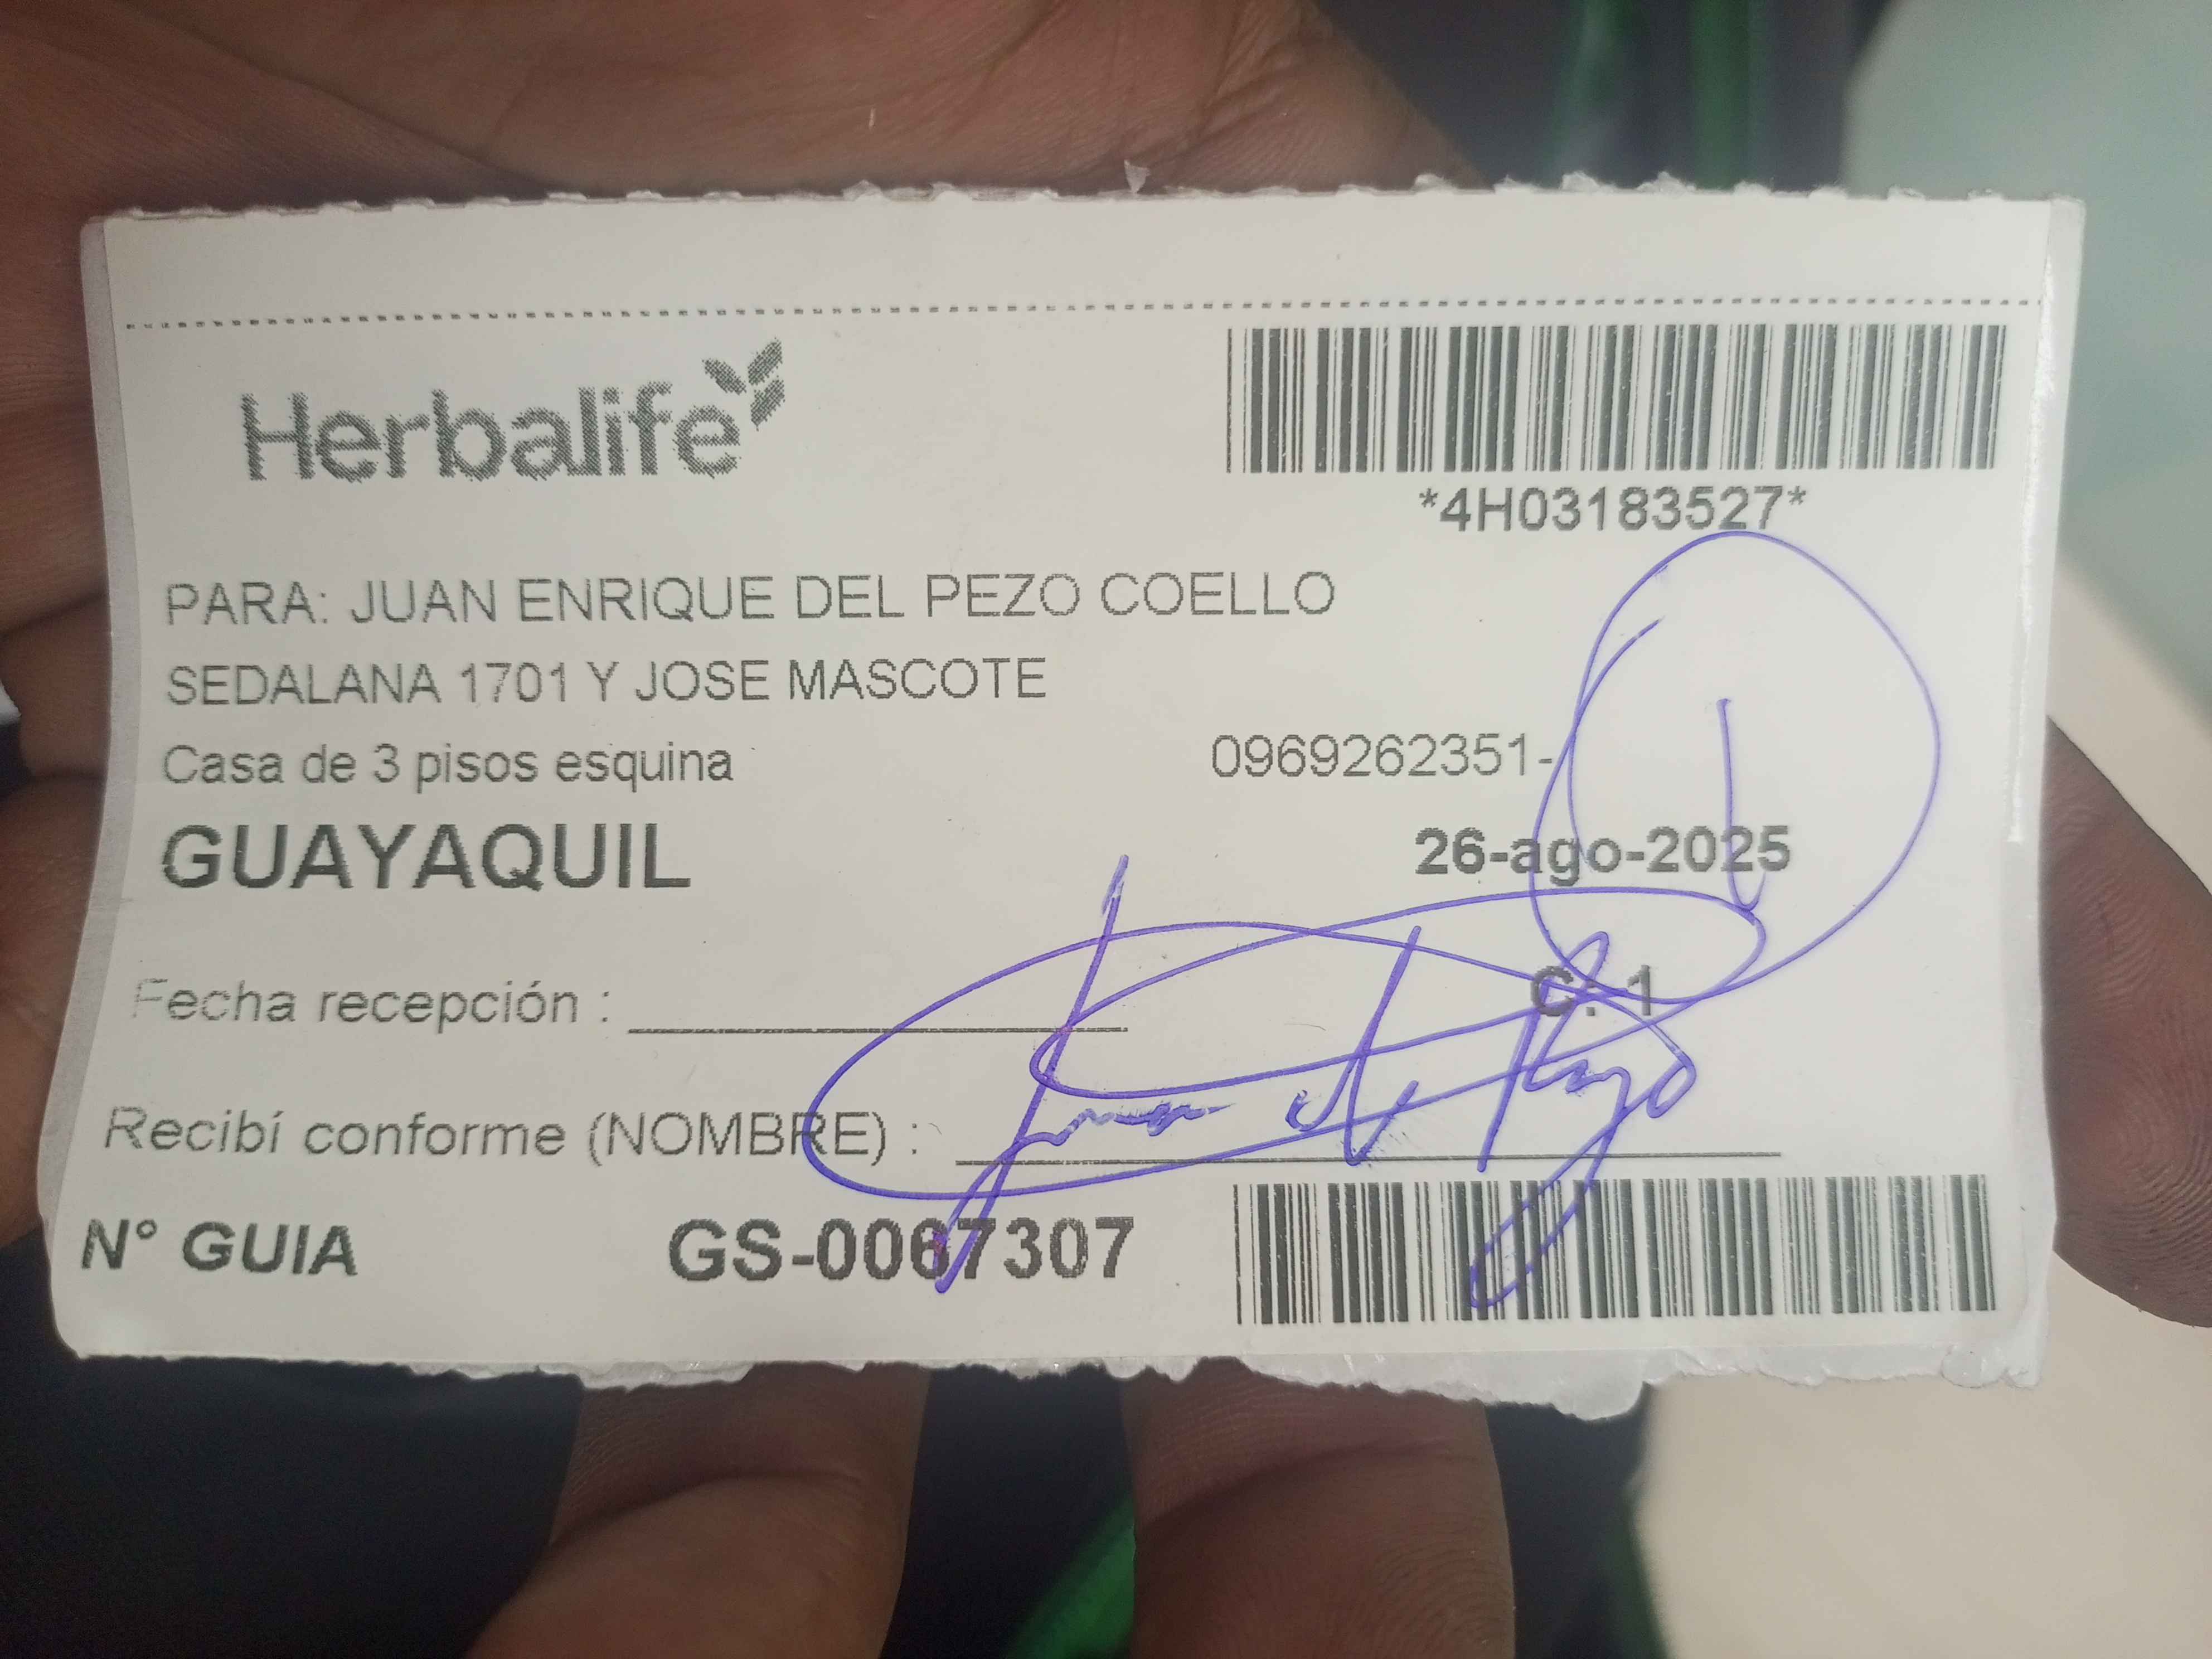 Herbalife
*4H03183527*
PARA: JUAN ENRIQUE DEL PEZO COELLO
SEDALANA 1701 Y JOSE MASCOTE
Casa de 3 pisos esquina 0969262351-
GUAYAQUIL 26-ago-2025
C: 1
Fecha recepción :
Recibí conforme (NOMBRE) :
N° GUIA GS-0067307